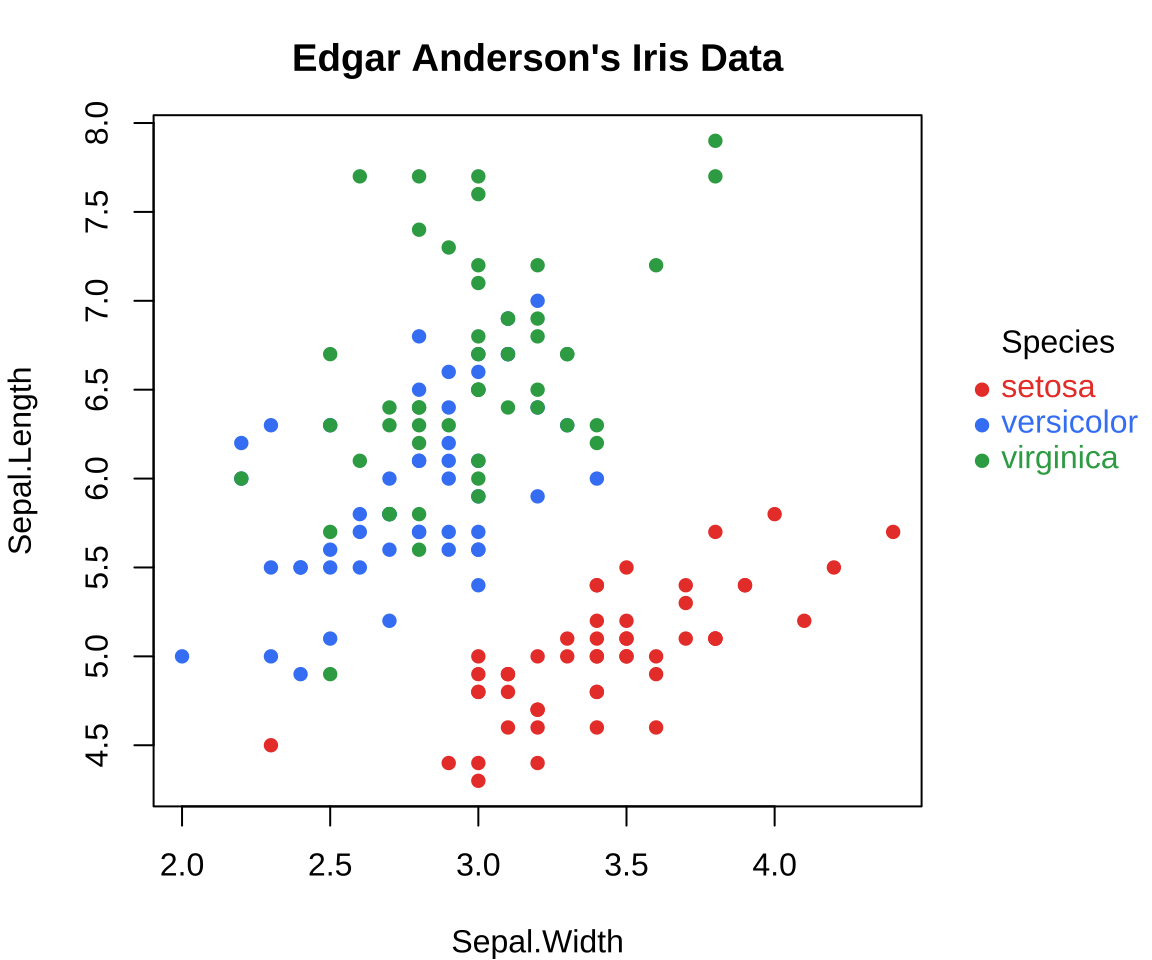 Edgar Anderson's Iris Data
8.0
7.5
7.0
6.5
6.0
5.5
5.0
4.5
Sepal.Length
2.0 2.5 3.0 3.5 4.0
Sepal.Width
Species
setosa
versicolor
virginica